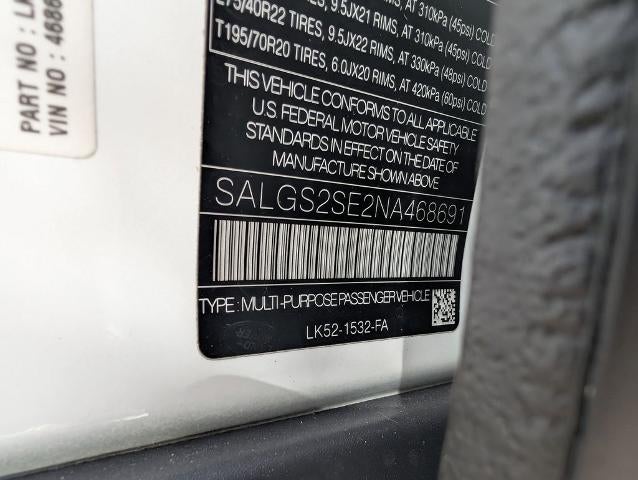 PART NO : LK
VIN NO : 4686
9.5JX21 RIMS, AT 310kPa (45psi) COLD
275/40R22 TIRES, 9.5JX22 RIMS, AT 330kPa (48psi) COLD
T195/70R20 TIRES, 6.0JX20 RIMS, AT 420kPa (60psi) COLD
THIS VEHICLE CONFORMS TO ALL APPLICABLE
U.S. FEDERAL MOTOR VEHICLE SAFETY
STANDARDS IN EFFECT ON THE DATE OF
MANUFACTURE SHOWN ABOVE
SALGS2SE2NA468691
TYPE : MULTI-PURPOSE PASSENGER VEHICLE
LK52-1532-FA